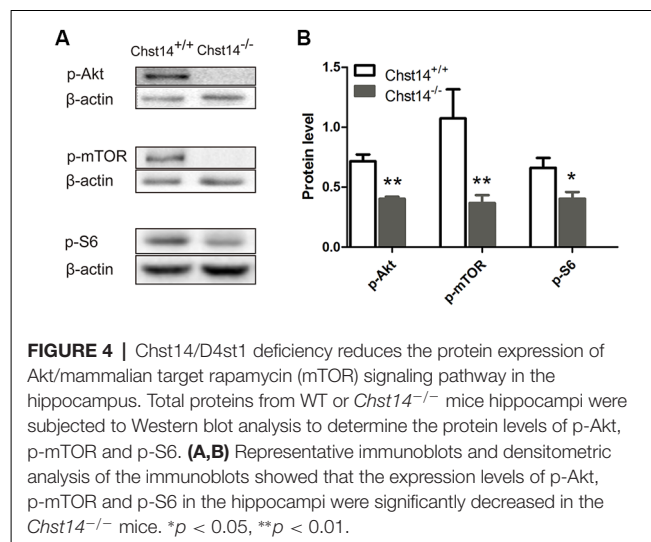 A
Chst14+/+ Chst14-/-
p-Akt
β-actin
p-mTOR
β-actin
p-S6
β-actin
B
Chst14+/+
Chst14-/-
Protein level
1.5
1.0
0.5
0.0
**
**
*
p-Akt
p-mTOR
p-S6
FIGURE 4 | Chst14/D4st1 deficiency reduces the protein expression of
Akt/mammalian target rapamycin (mTOR) signaling pathway in the
hippocampus. Total proteins from WT or Chst14−/− mice hippocampi were
subjected to Western blot analysis to determine the protein levels of p-Akt,
p-mTOR and p-S6. (A,B) Representative immunoblots and densitometric
analysis of the immunoblots showed that the expression levels of p-Akt,
p-mTOR and p-S6 in the hippocampi were significantly decreased in the
Chst14−/− mice. *p < 0.05, **p < 0.01.